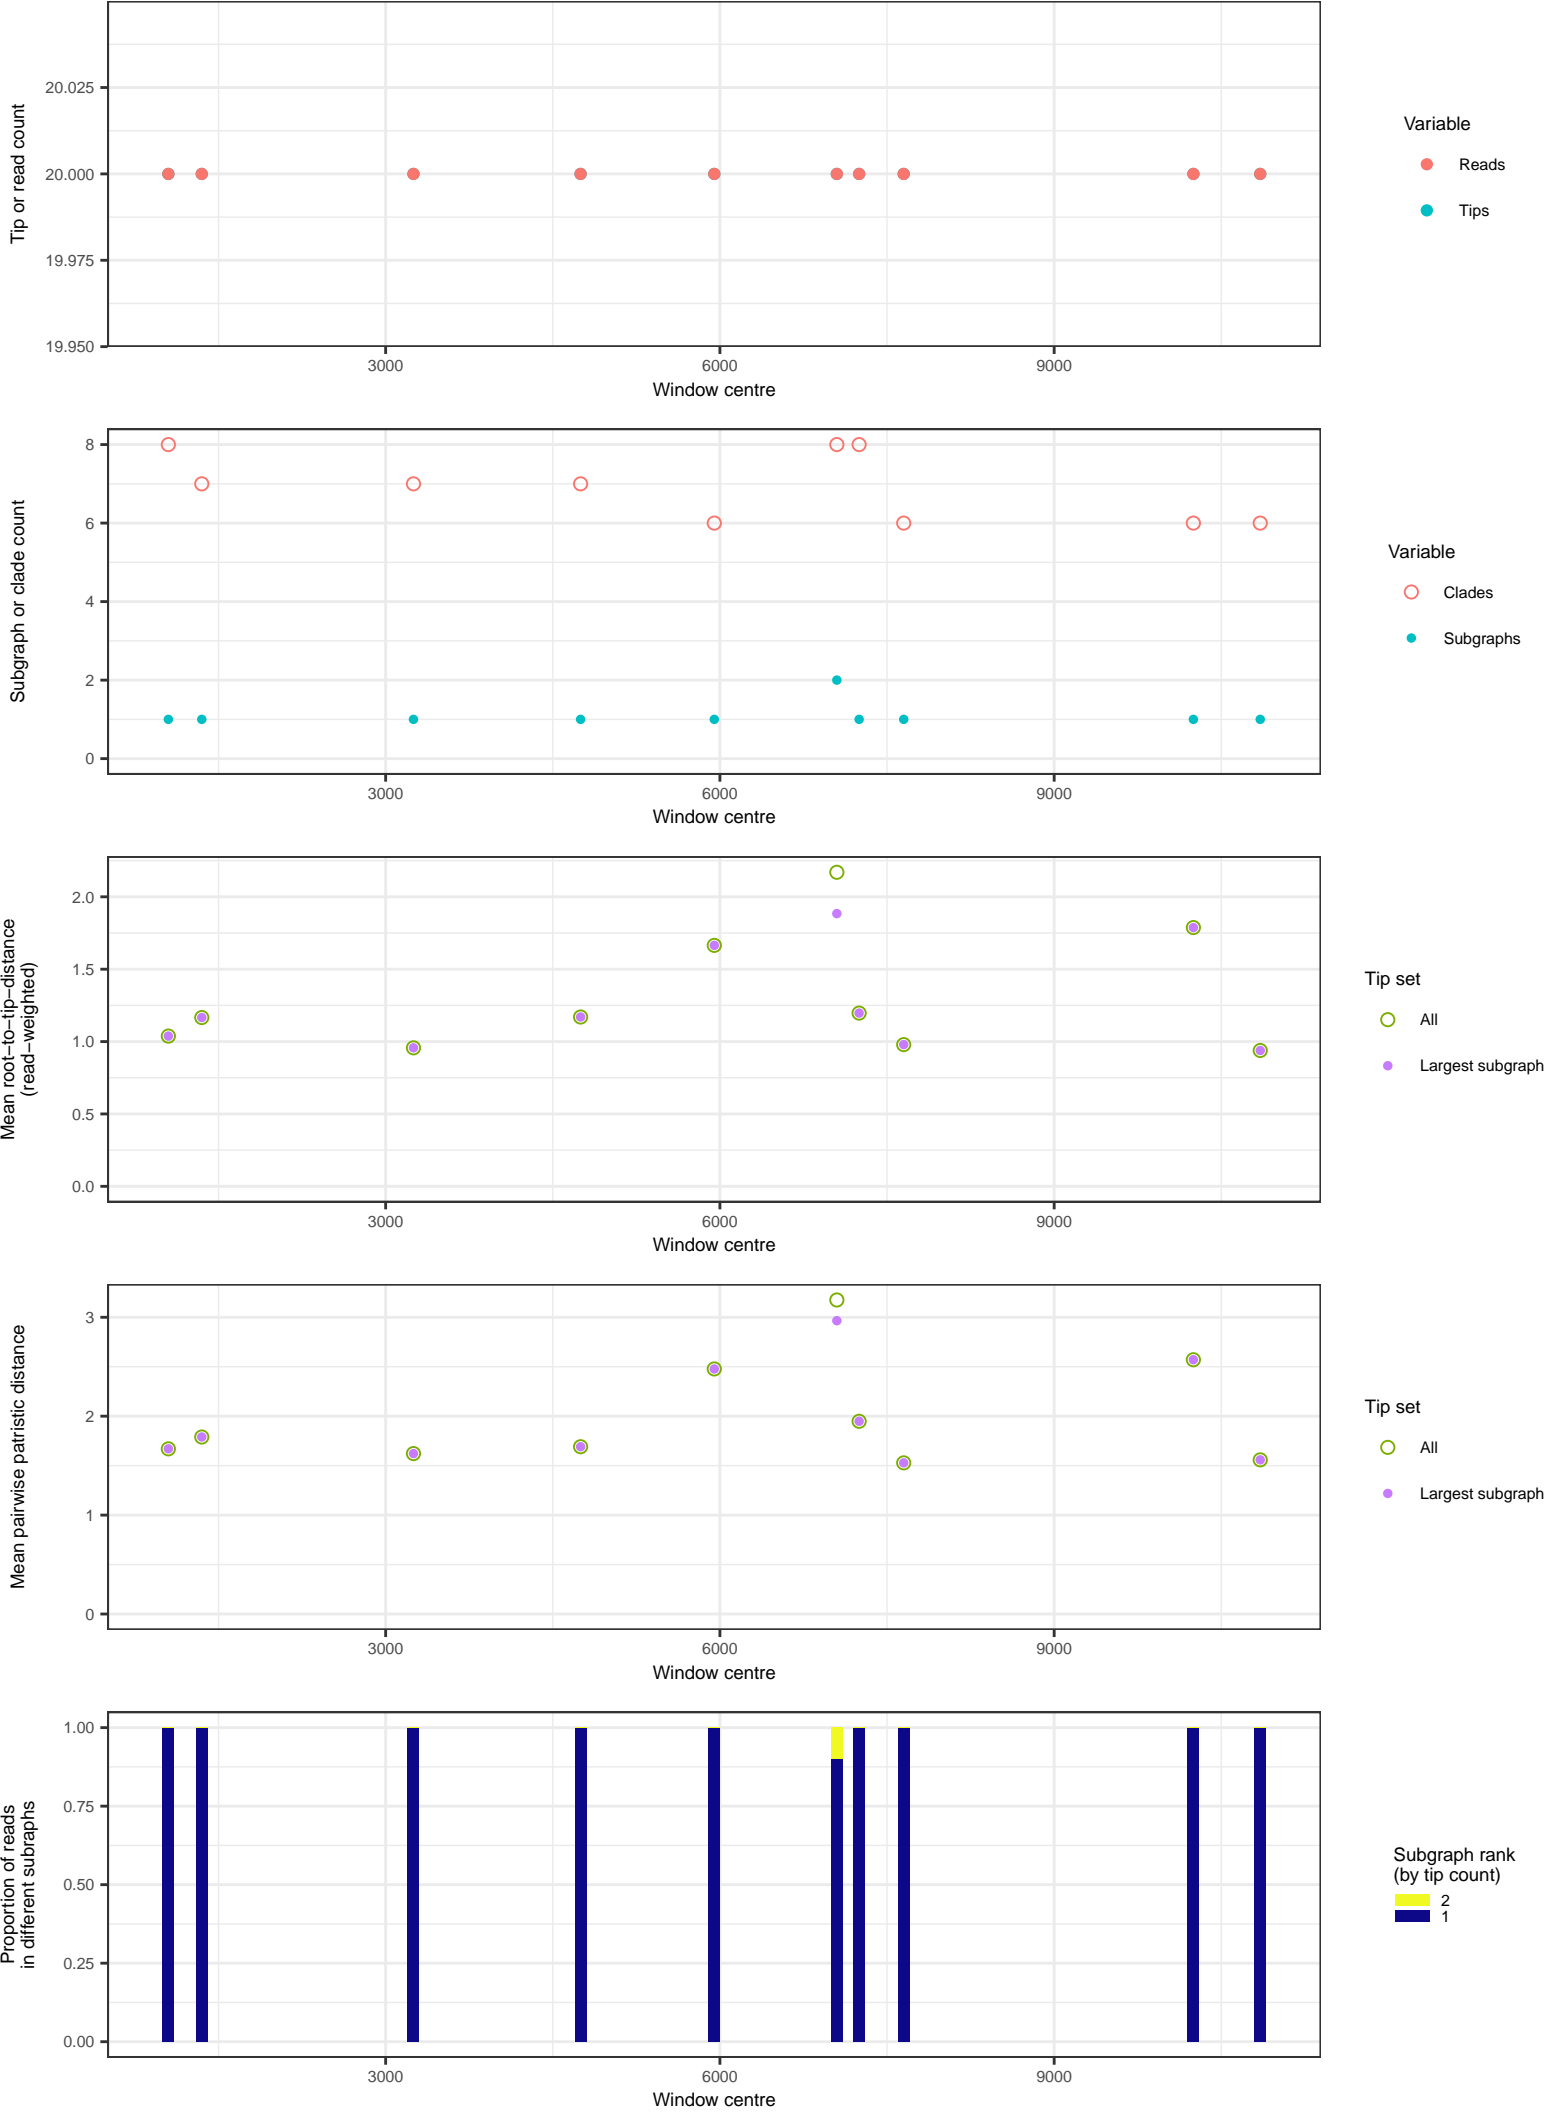 20.025
20.000
19.975
19.950
Tip or read count
3000 6000 9000
Window centre
Variable
Reads
Tips
8
6
4
2
0
Subgraph or clade count
3000 6000 9000
Window centre
Variable
Clades
Subgraphs
2.0
1.5
1.0
0.5
0.0
Mean root−to−tip−distance
(read−weighted)
3000 6000 9000
Window centre
Tip set
All
Largest subgraph
3
2
1
0
Mean pairwise patristic distance
3000 6000 9000
Window centre
Tip set
All
Largest subgraph
1.00
0.75
0.50
0.25
0.00
Proportion of reads
in different subraphs
3000 6000 9000
Window centre
Subgraph rank
(by tip count)
2
1